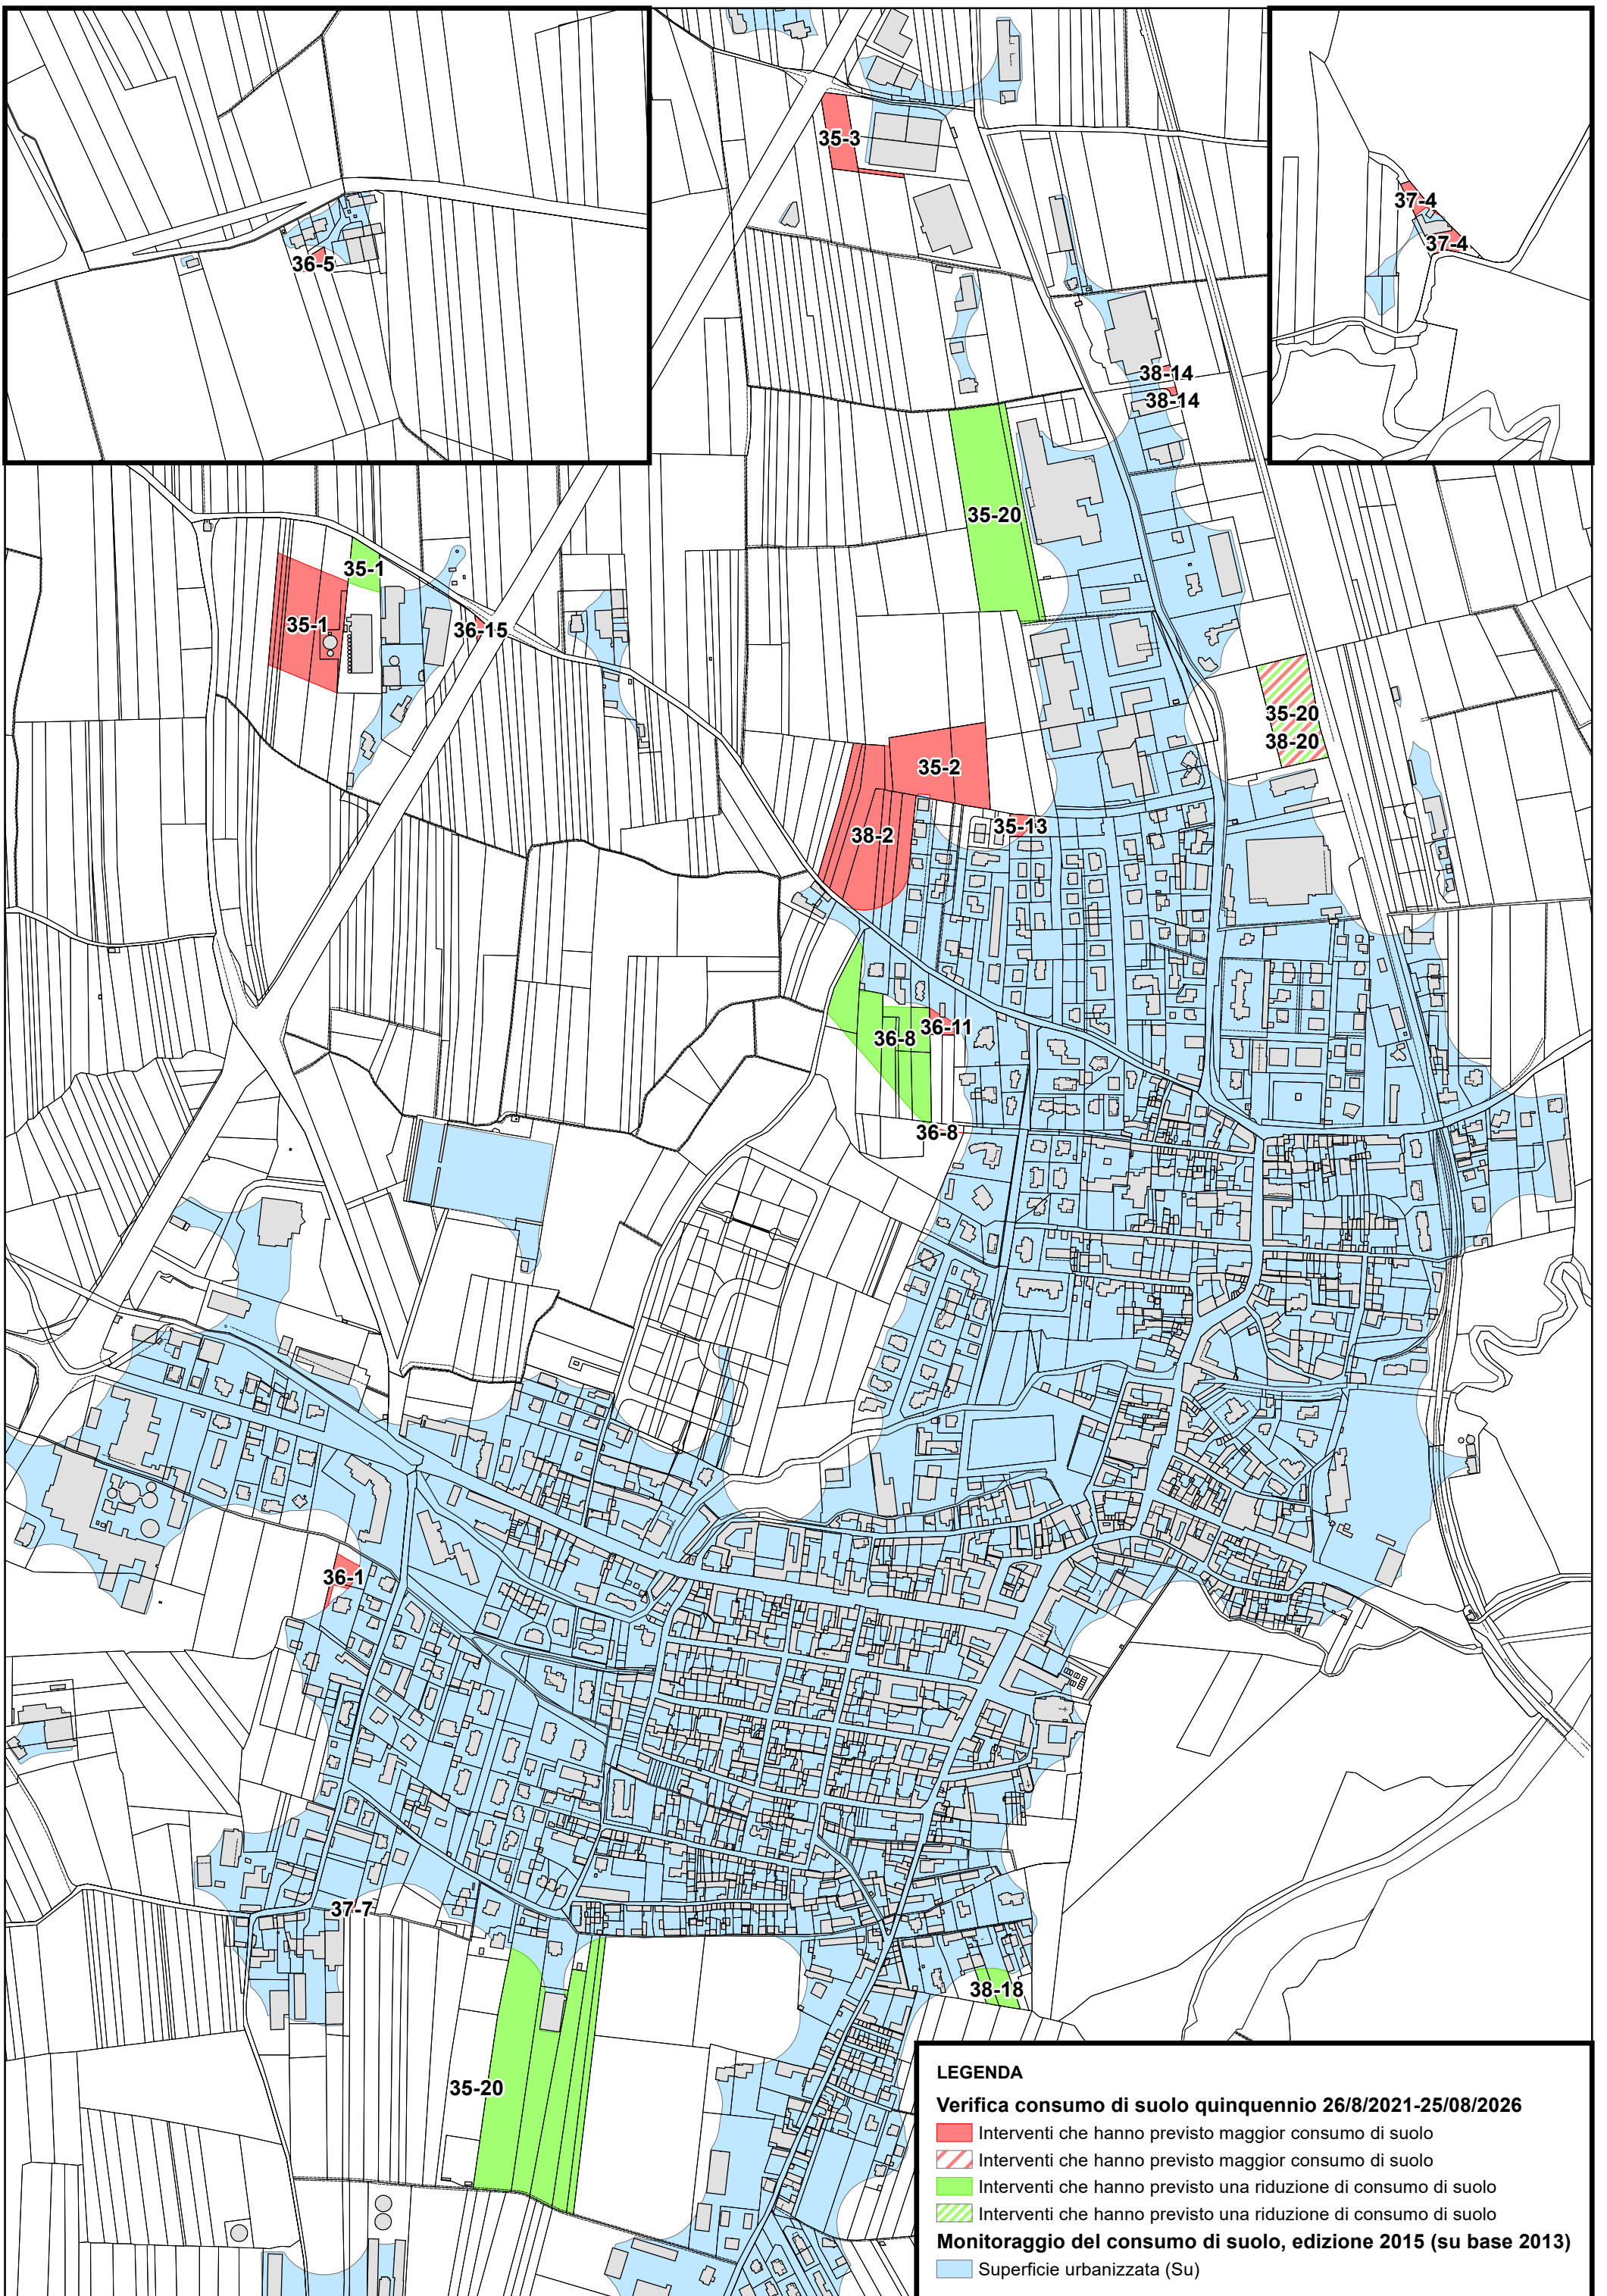 35-3
37-4
37-4
36-5
38-14
38-14
35-20
35-1
35-1
36-15
35-20
38-20
35-2
35-13
38-2
36-11
36-8
36-8
36-1
37-7
38-18
35-20
LEGENDA
Verifica consumo di suolo quinquennio 26/8/2021-25/08/2026
Interventi che hanno previsto maggior consumo di suolo
Interventi che hanno previsto maggior consumo di suolo
Interventi che hanno previsto una riduzione di consumo di suolo
Interventi che hanno previsto una riduzione di consumo di suolo
Monitoraggio del consumo di suolo, edizione 2015 (su base 2013)
Superficie urbanizzata (Su)